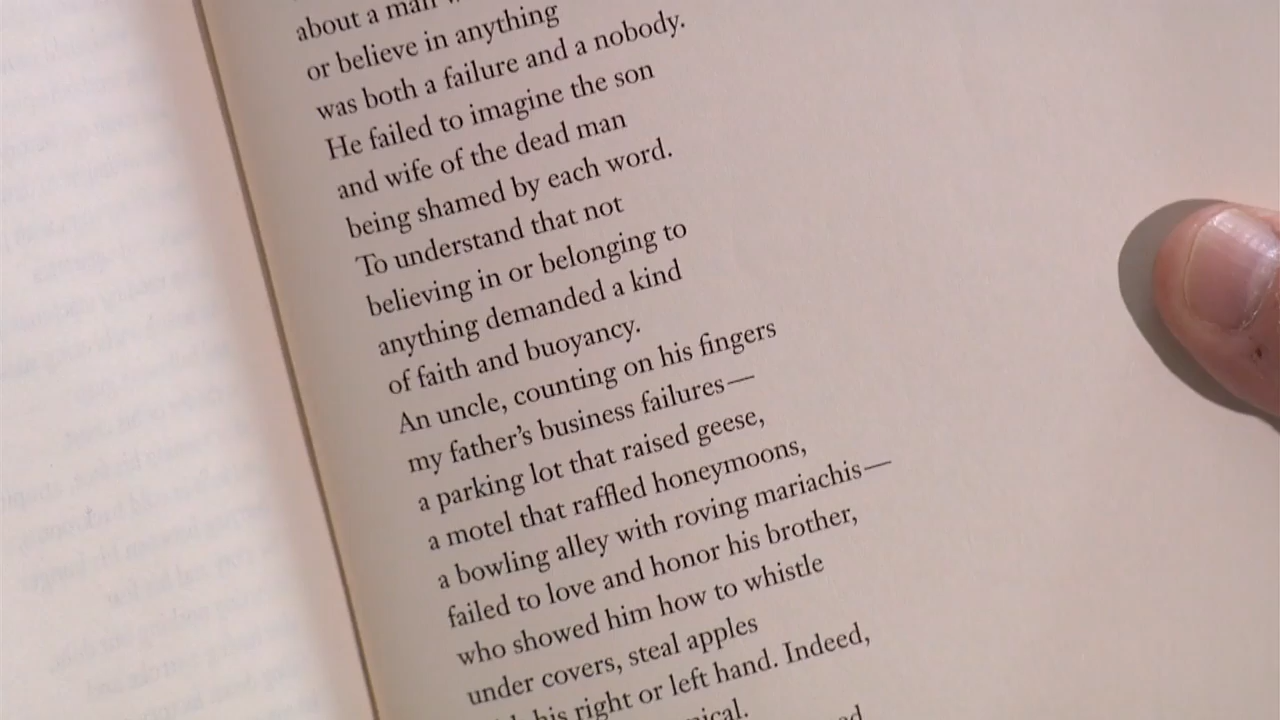 about a man
or believe in anything
was both a failure and a nobody.
He failed to imagine the son
and wife of the dead man
being shamed by each word.
To understand that not
believing in or belonging to
anything demanded a kind
of faith and buoyancy.
An uncle, counting on his fingers
my father’s business failures—
a parking lot that raised geese,
a motel that raffled honeymoons,
a bowling alley with roving mariachis—
failed to love and honor his brother,
who showed him how to whistle
under covers, steal apples
his right or left hand. Indeed,